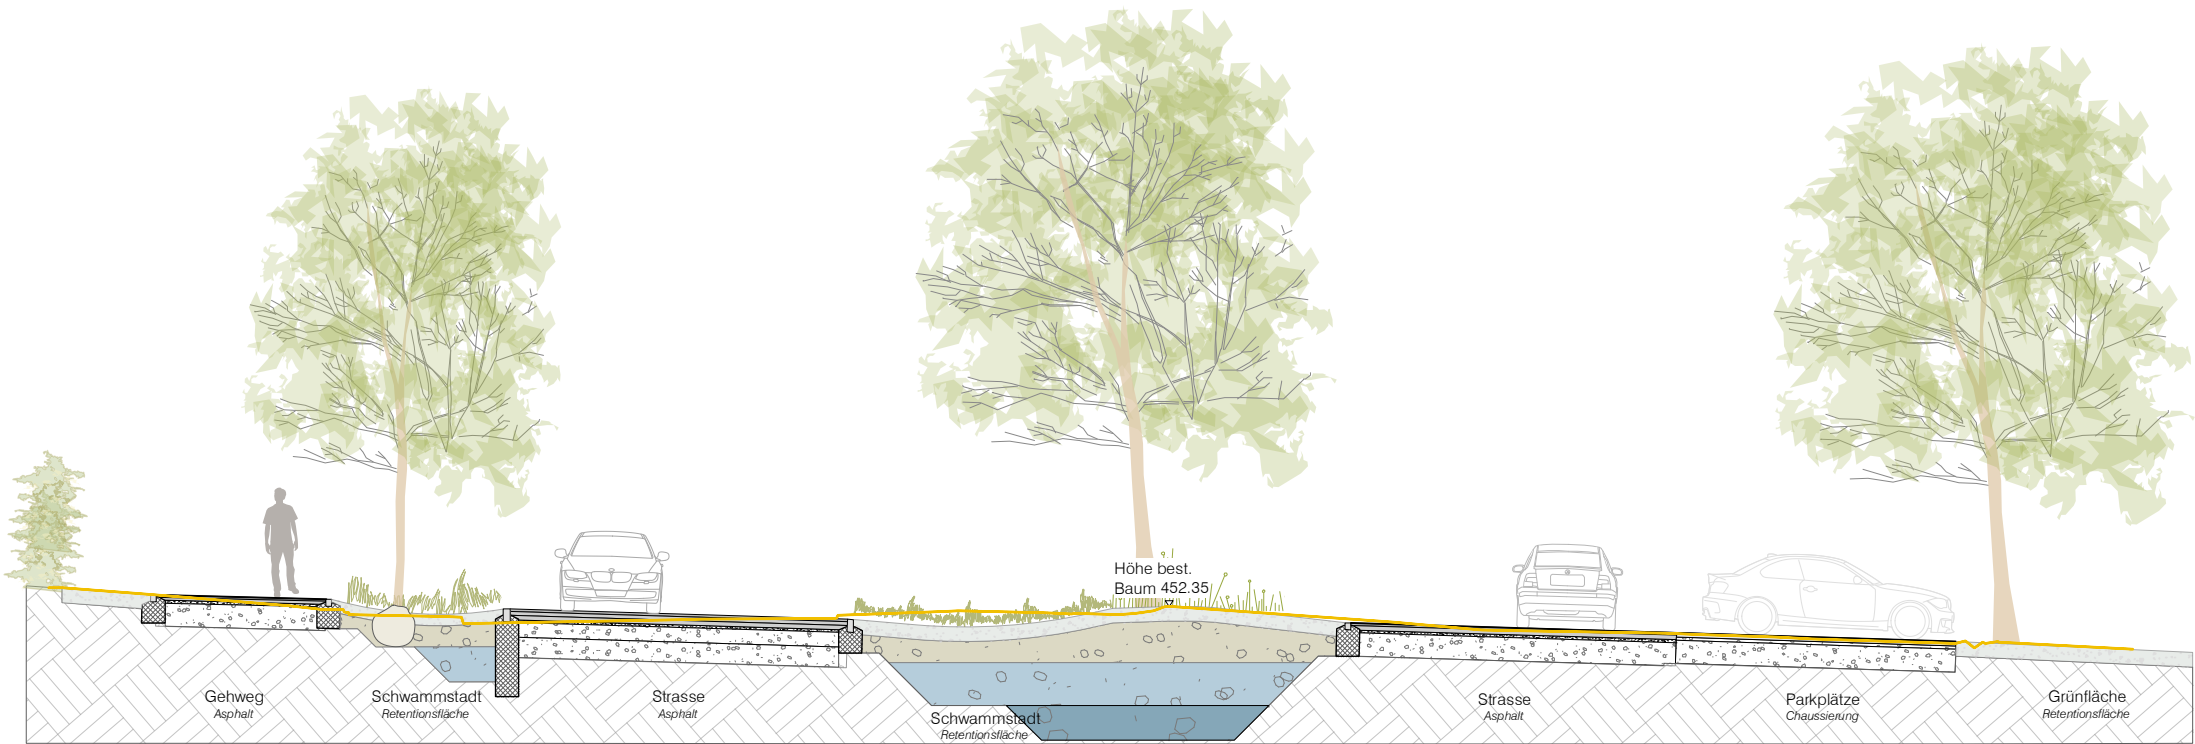 Höhe best.
Baum 452.35
Gehweg
Asphalt
Schwammstadt
Retentionsfläche
Strasse
Asphalt
Schwammstadt
Retentionsfläche
Strasse
Asphalt
Parkplätze
Chaussierung
Grünfläche
Retentionsfläche